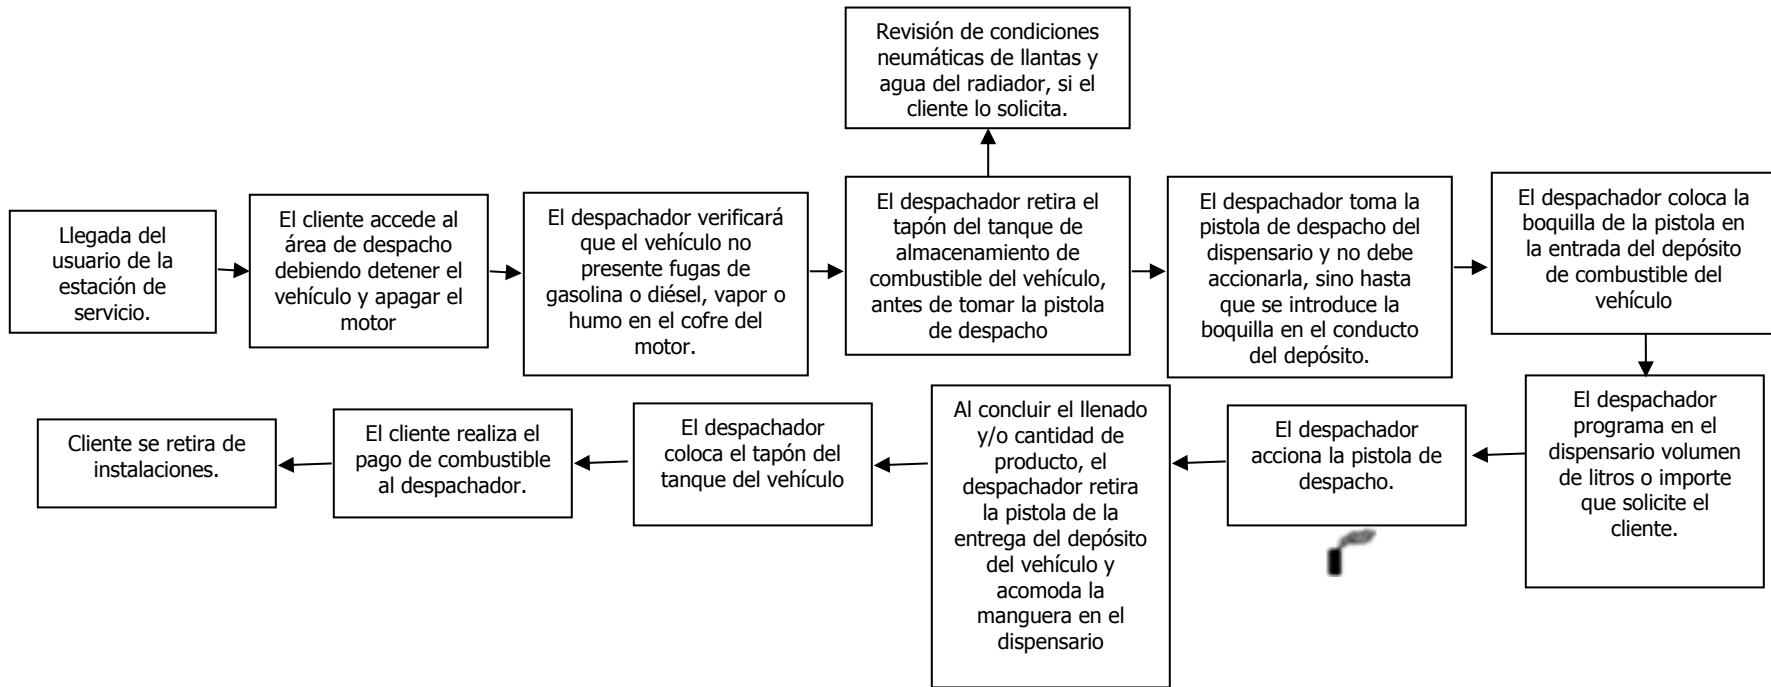 Revisión de condiciones
neumáticas de llantas y
agua del radiador, si el
cliente lo solicita.
Llegada del
usuario de la
estación de
servicio.
El cliente accede al
área de despacho
debiendo detener el
vehículo y apagar el
motor
El despachador verificará
que el vehículo no
presente fugas de
gasolina o diésel, vapor o
humo en el cofre del
motor.
El despachador retira el
tapón del tanque de
almacenamiento de
combustible del vehículo,
antes de tomar la pistola
de despacho
El despachador toma la
pistola de despacho del
dispensario y no debe
accionarla, sino hasta
que se introduce la
boquilla en el conducto
del depósito.
El despachador coloca la
boquilla de la pistola en
la entrada del depósito
de combustible del
vehículo
El despachador
programa en el
dispensario volumen
de litros o importe
que solicite el
cliente.
El despachador
acciona la pistola de
despacho.
Al concluir el llenado
y/o cantidad de
producto, el
despachador retira
la pistola de la
entrega del depósito
del vehículo y
acomoda la
manguera en el
dispensario
El despachador
coloca el tapón del
tanque del vehículo
El cliente realiza el
pago de combustible
al despachador.
Cliente se retira de
instalaciones.